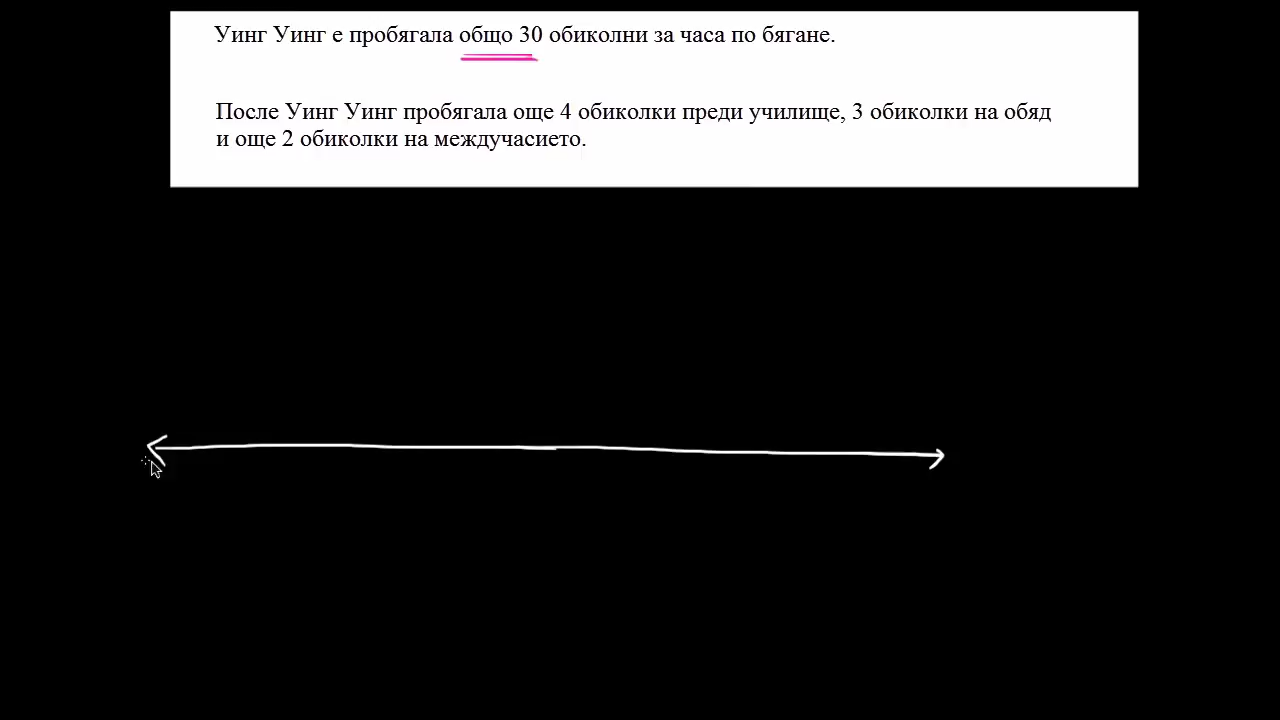 Уинг Уинг е пробягала общо 30 обиколни за часа по бягане.
После Уинг Уинг пробягала още 4 обиколки преди училище, 3 обиколки на обяд
и още 2 обиколки на междучасието.